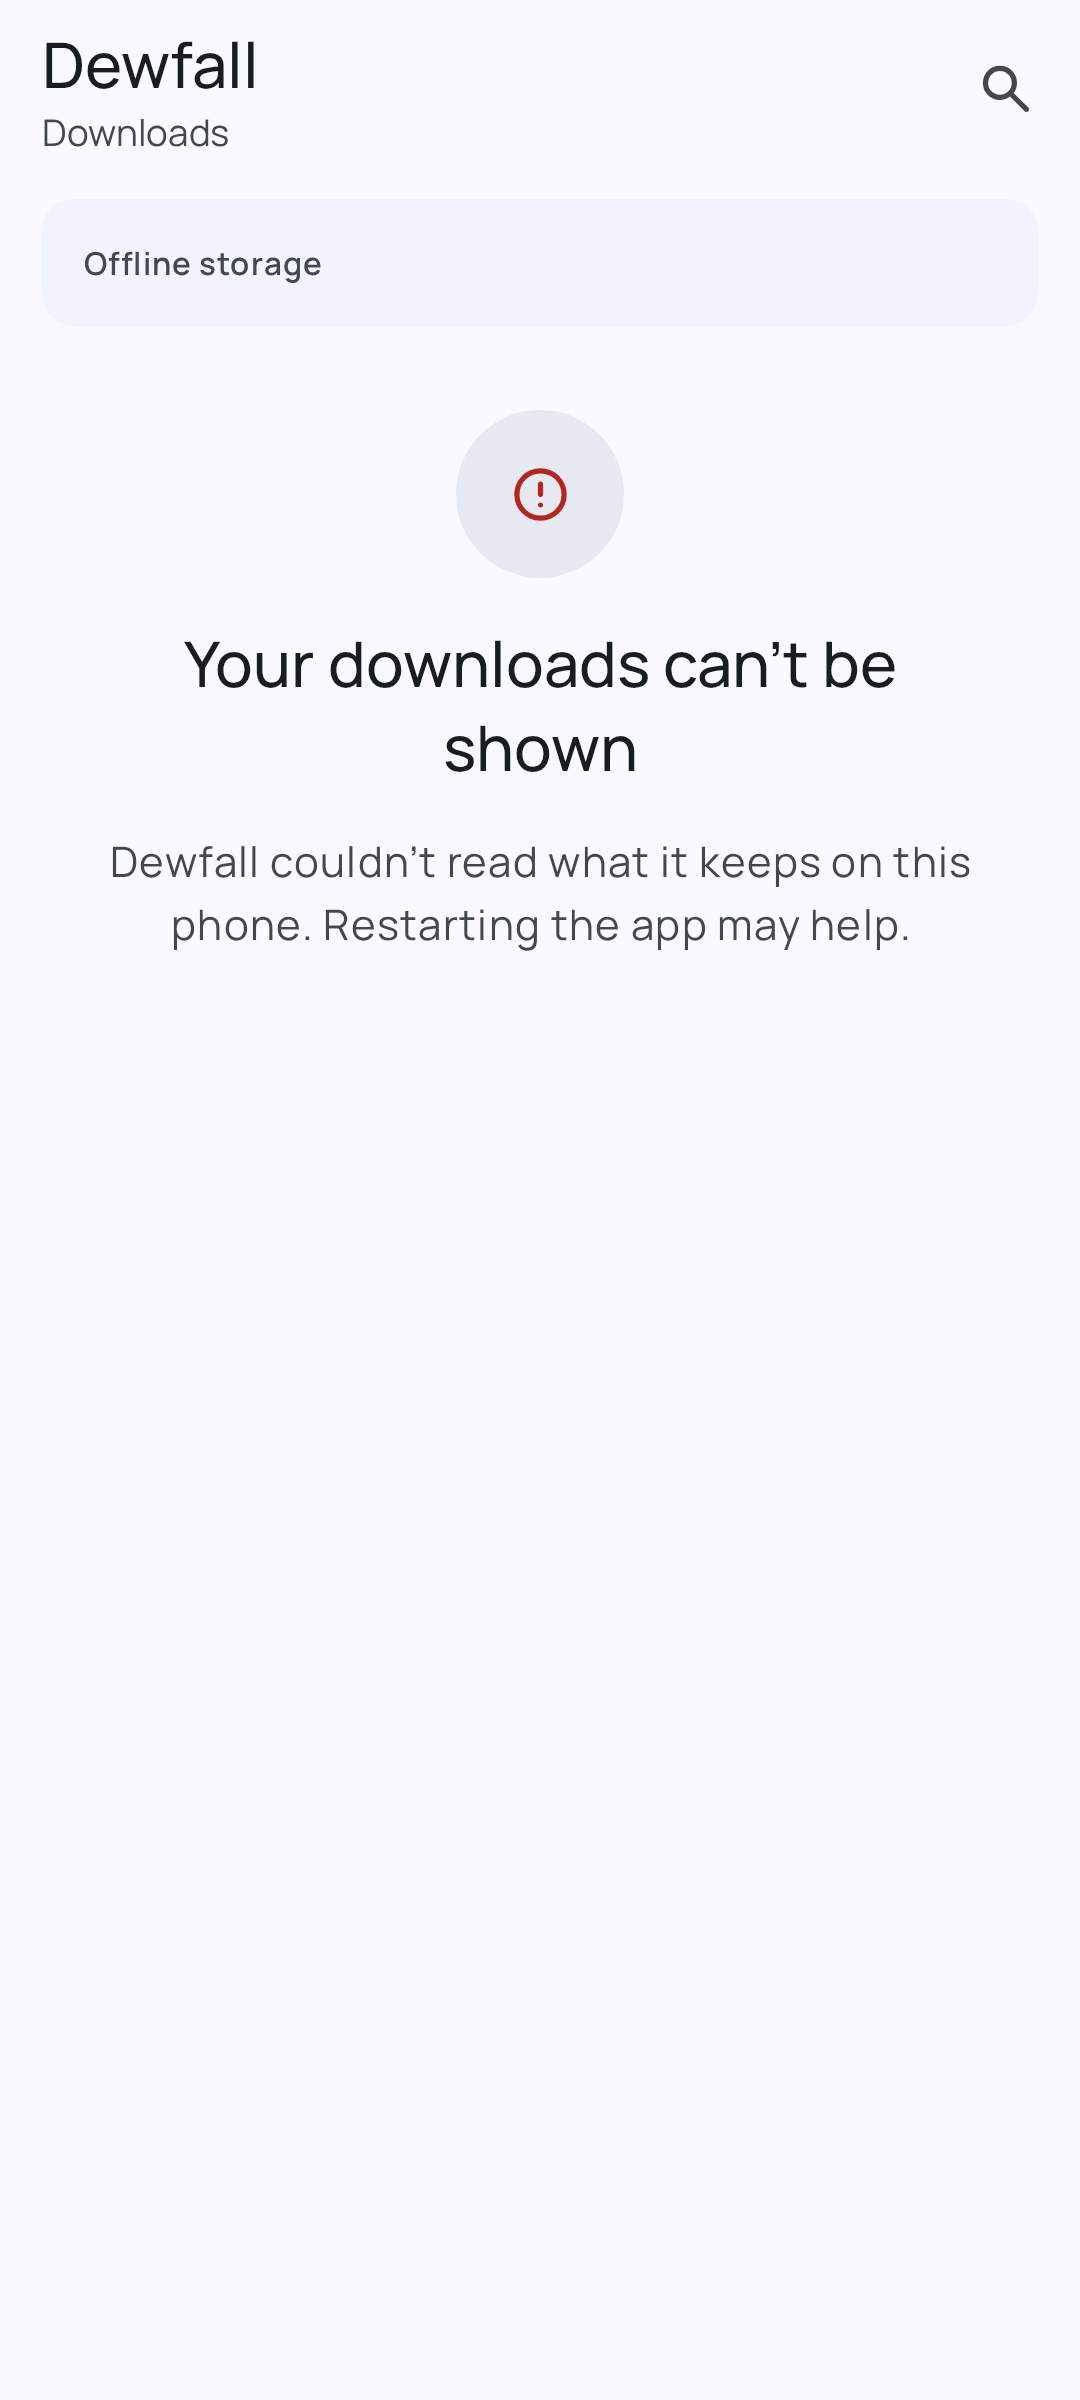 Dewfall
Downloads
Offline storage
Your downloads can’t be
shown
Dewfall couldn’t read what it keeps on this
phone. Restarting the app may help.